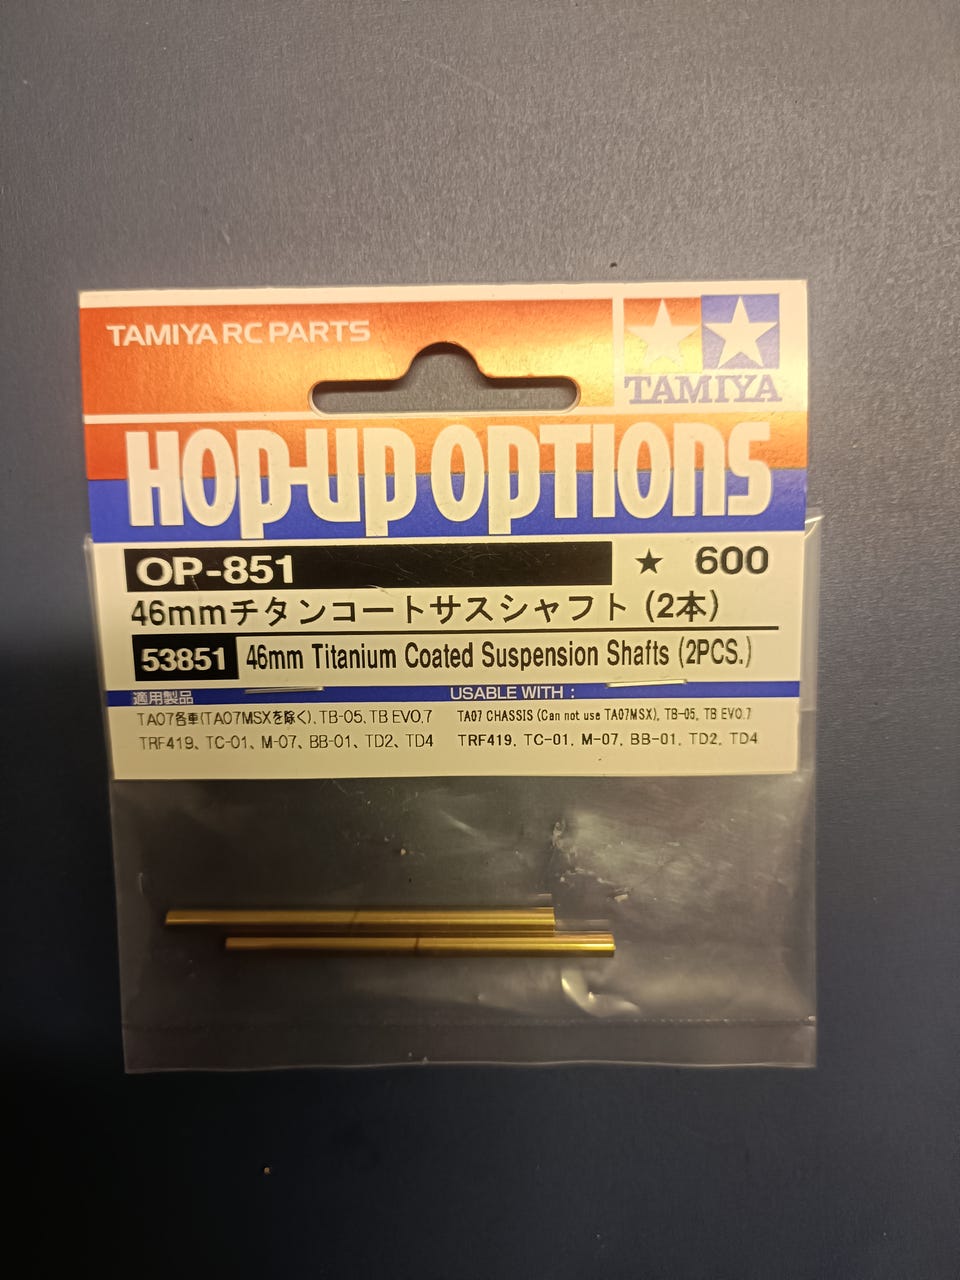 TAMIYA RC PARTS
TAMIYA
HOP-UP OPTIONS
OP-851 ★ 600
46mmチタンコートサスシャフト (2本)
53851 46mm Titanium Coated Suspension Shafts (2PCS.)
適用製品 USABLE WITH :
TA07各車(TA07MSXを除く)、TB-05、TB EVO.7 TA07 CHASSIS (Can not use TA07MSX), TB-05, TB EVO.7
TRF419、TC-01、M-07、BB-01、TD2、TD4 TRF419, TC-01, M-07, BB-01, TD2, TD4